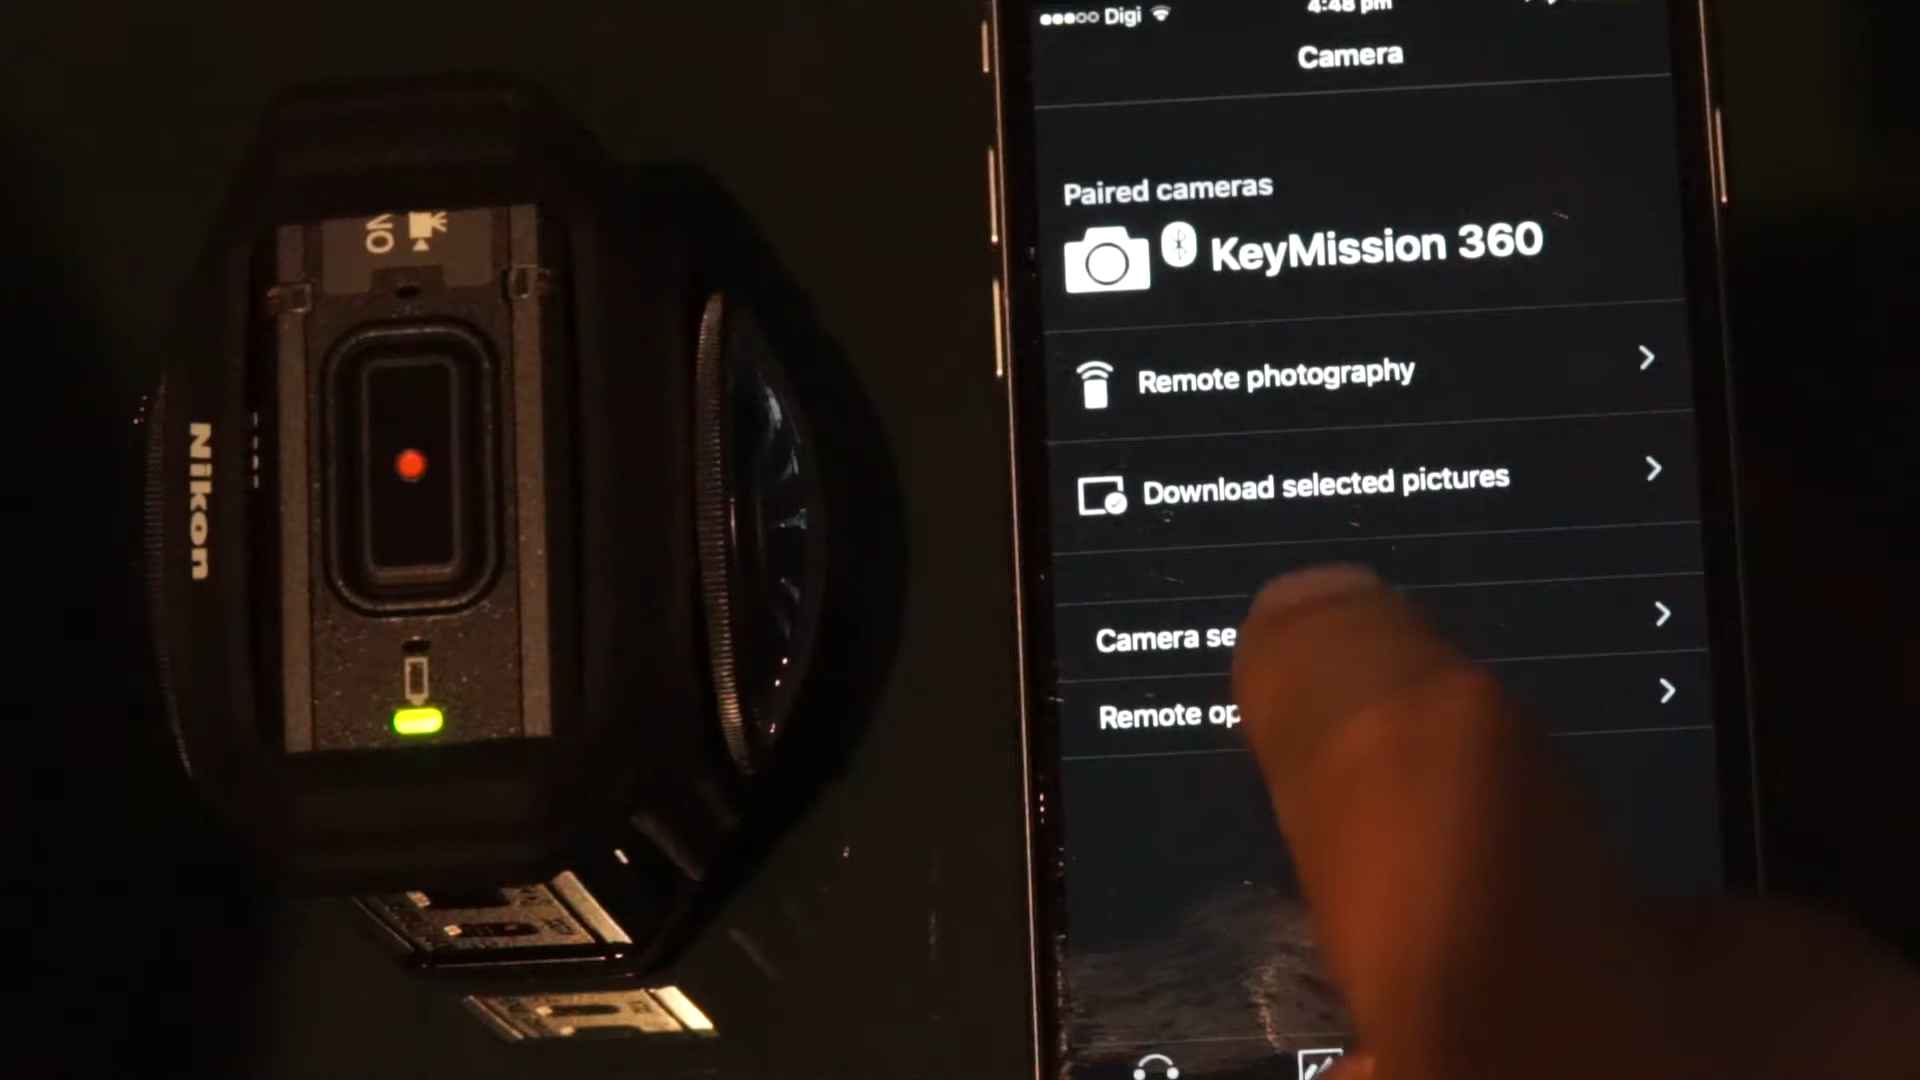 Digi
4:48 pm
Camera
Paired cameras
KeyMission 360
Remote photography
Download selected pictures
Camera se
Remote op
ON
Nikon